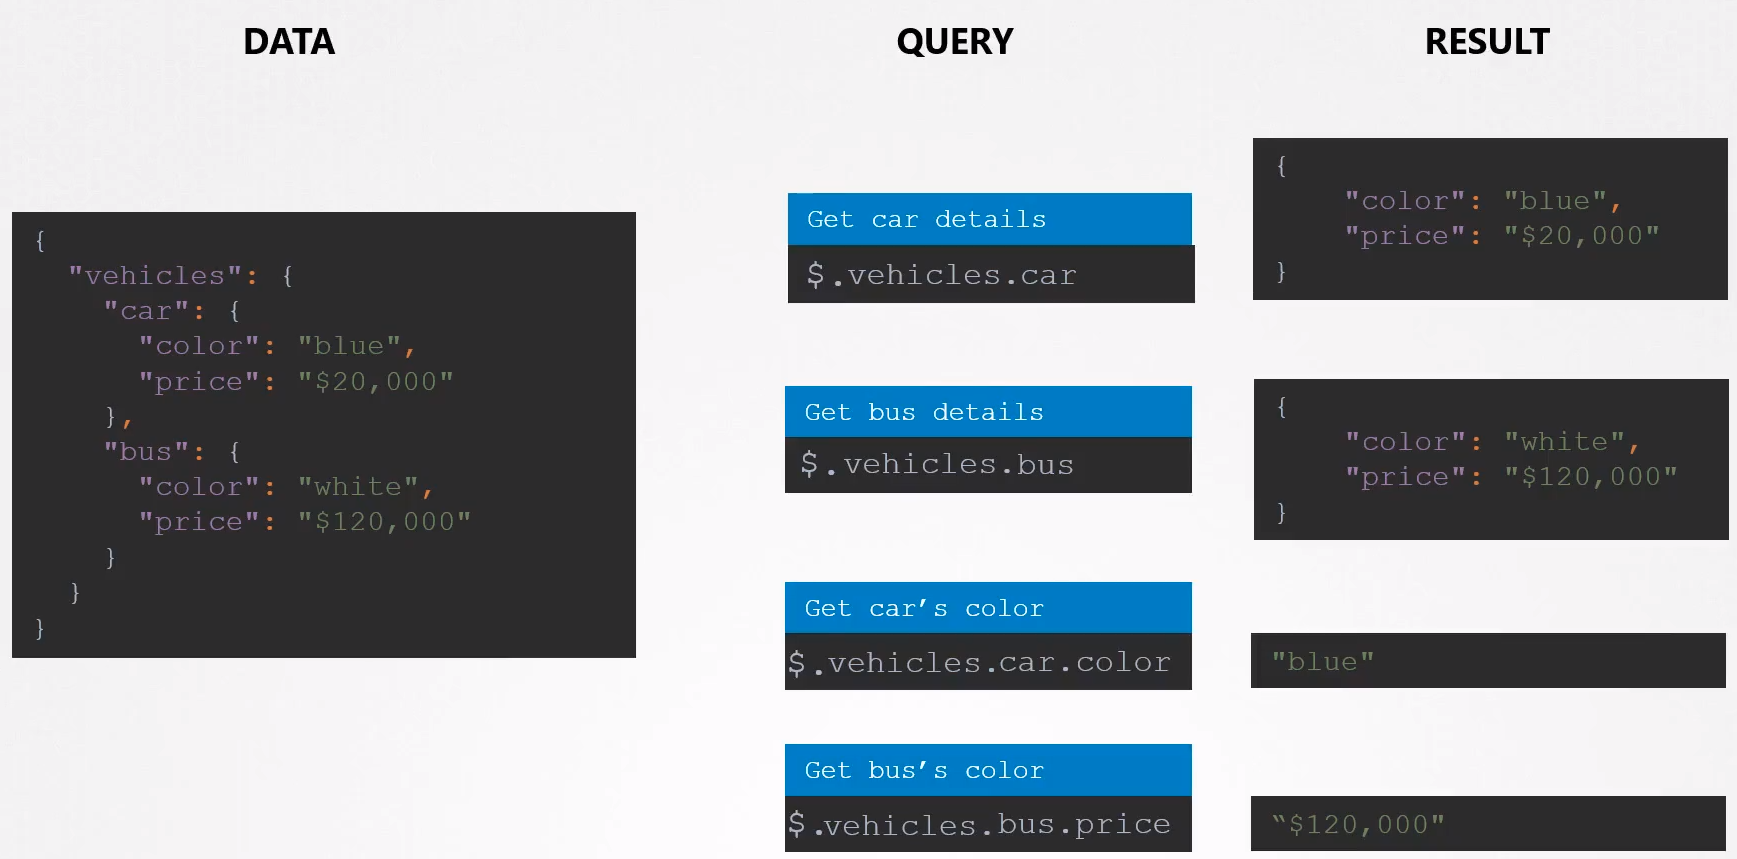 DATA
QUERY
RESULT
{
"vehicles": {
"car": {
"color": "blue",
"price": "$20,000"
},
"bus": {
"color": "white",
"price": "$120,000"
}
}
}
Get car details
$.vehicles.car
{
"color": "blue",
"price": "$20,000"
}
Get bus details
$.vehicles.bus
{
"color": "white",
"price": "$120,000"
}
Get car’s color
$.vehicles.car.color
"blue"
Get bus’s color
$.vehicles.bus.price
“$120,000"